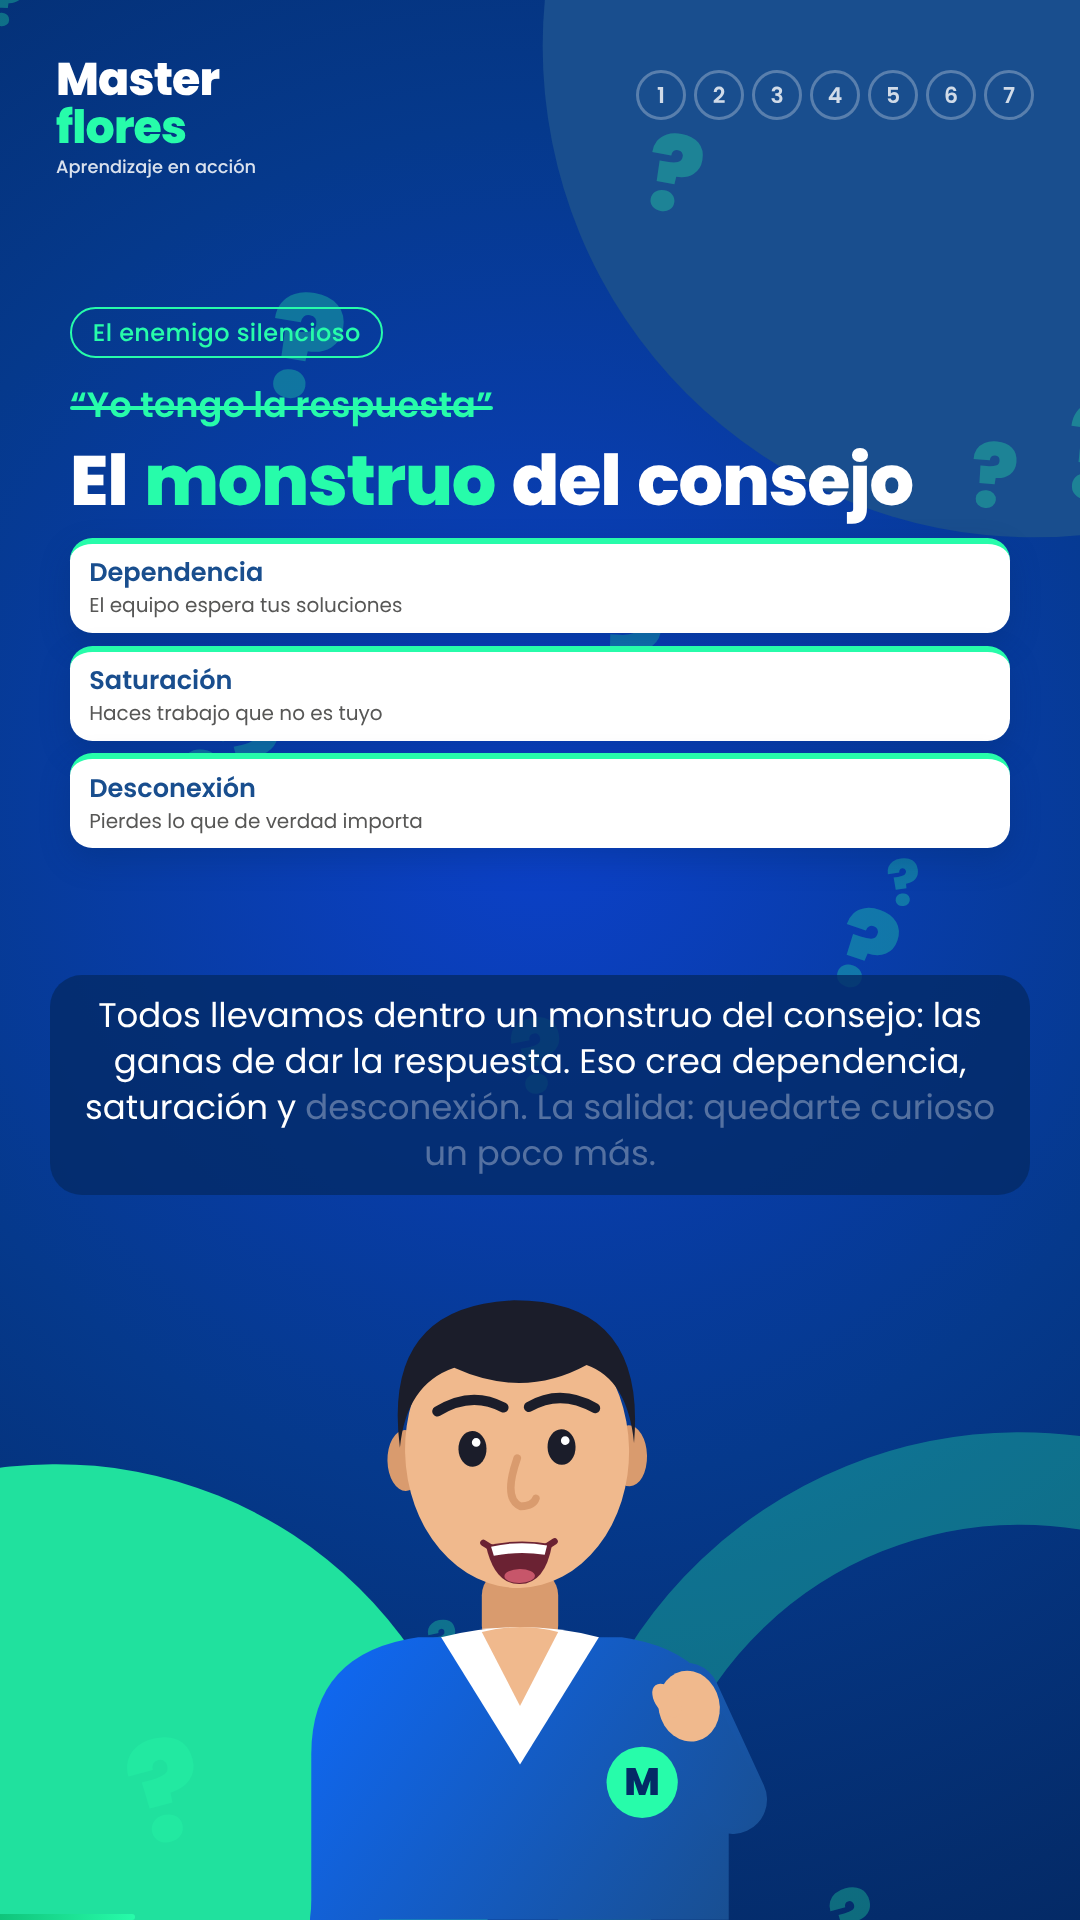 Master
flores
Aprendizaje en acción
1 2 3 4 5 6 7
El enemigo silencioso
“Yo tengo la respuesta”
El monstruo del consejo
Dependencia
El equipo espera tus soluciones
Saturación
Haces trabajo que no es tuyo
Desconexión
Pierdes lo que de verdad importa
Todos llevamos dentro un monstruo del consejo: las
ganas de dar la respuesta. Eso crea dependencia,
saturación y desconexión. La salida: quedarte curioso
un poco más.
M